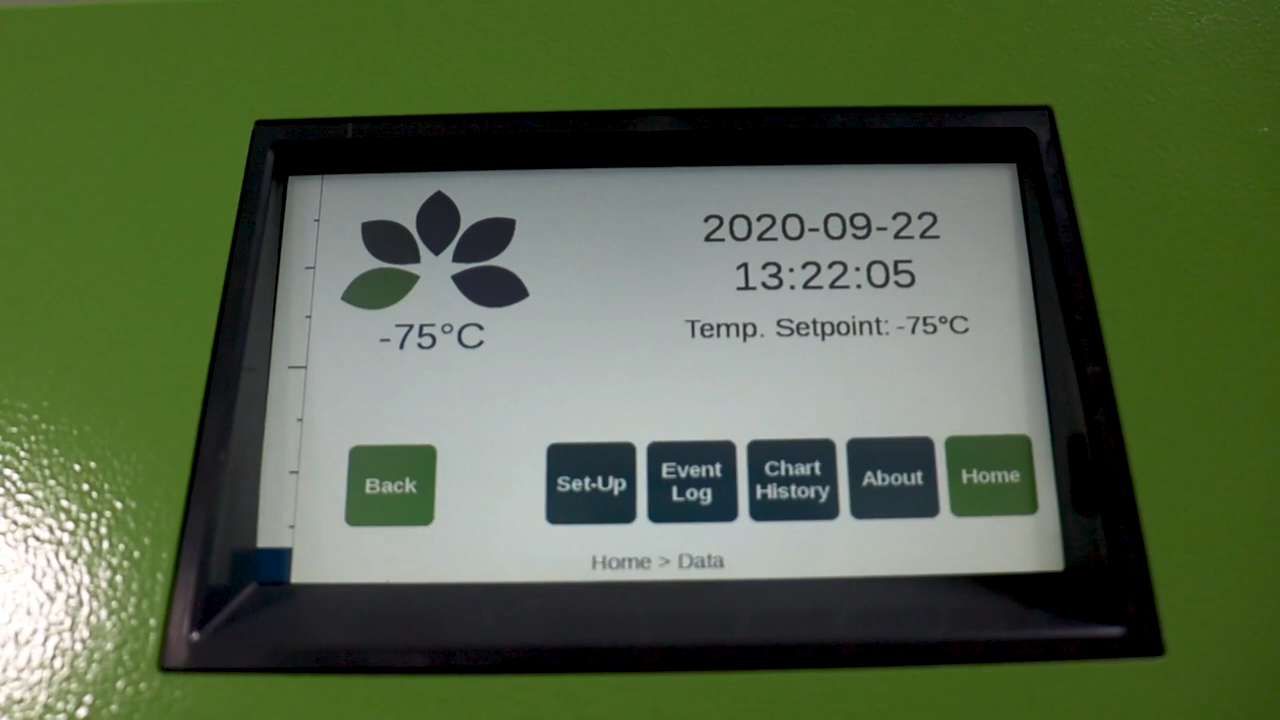 2020-09-22
13:22:05
-75°C
Temp. Setpoint: -75°C
Back
Set-Up
Event
Log
Chart
History
About
Home
Home > Data